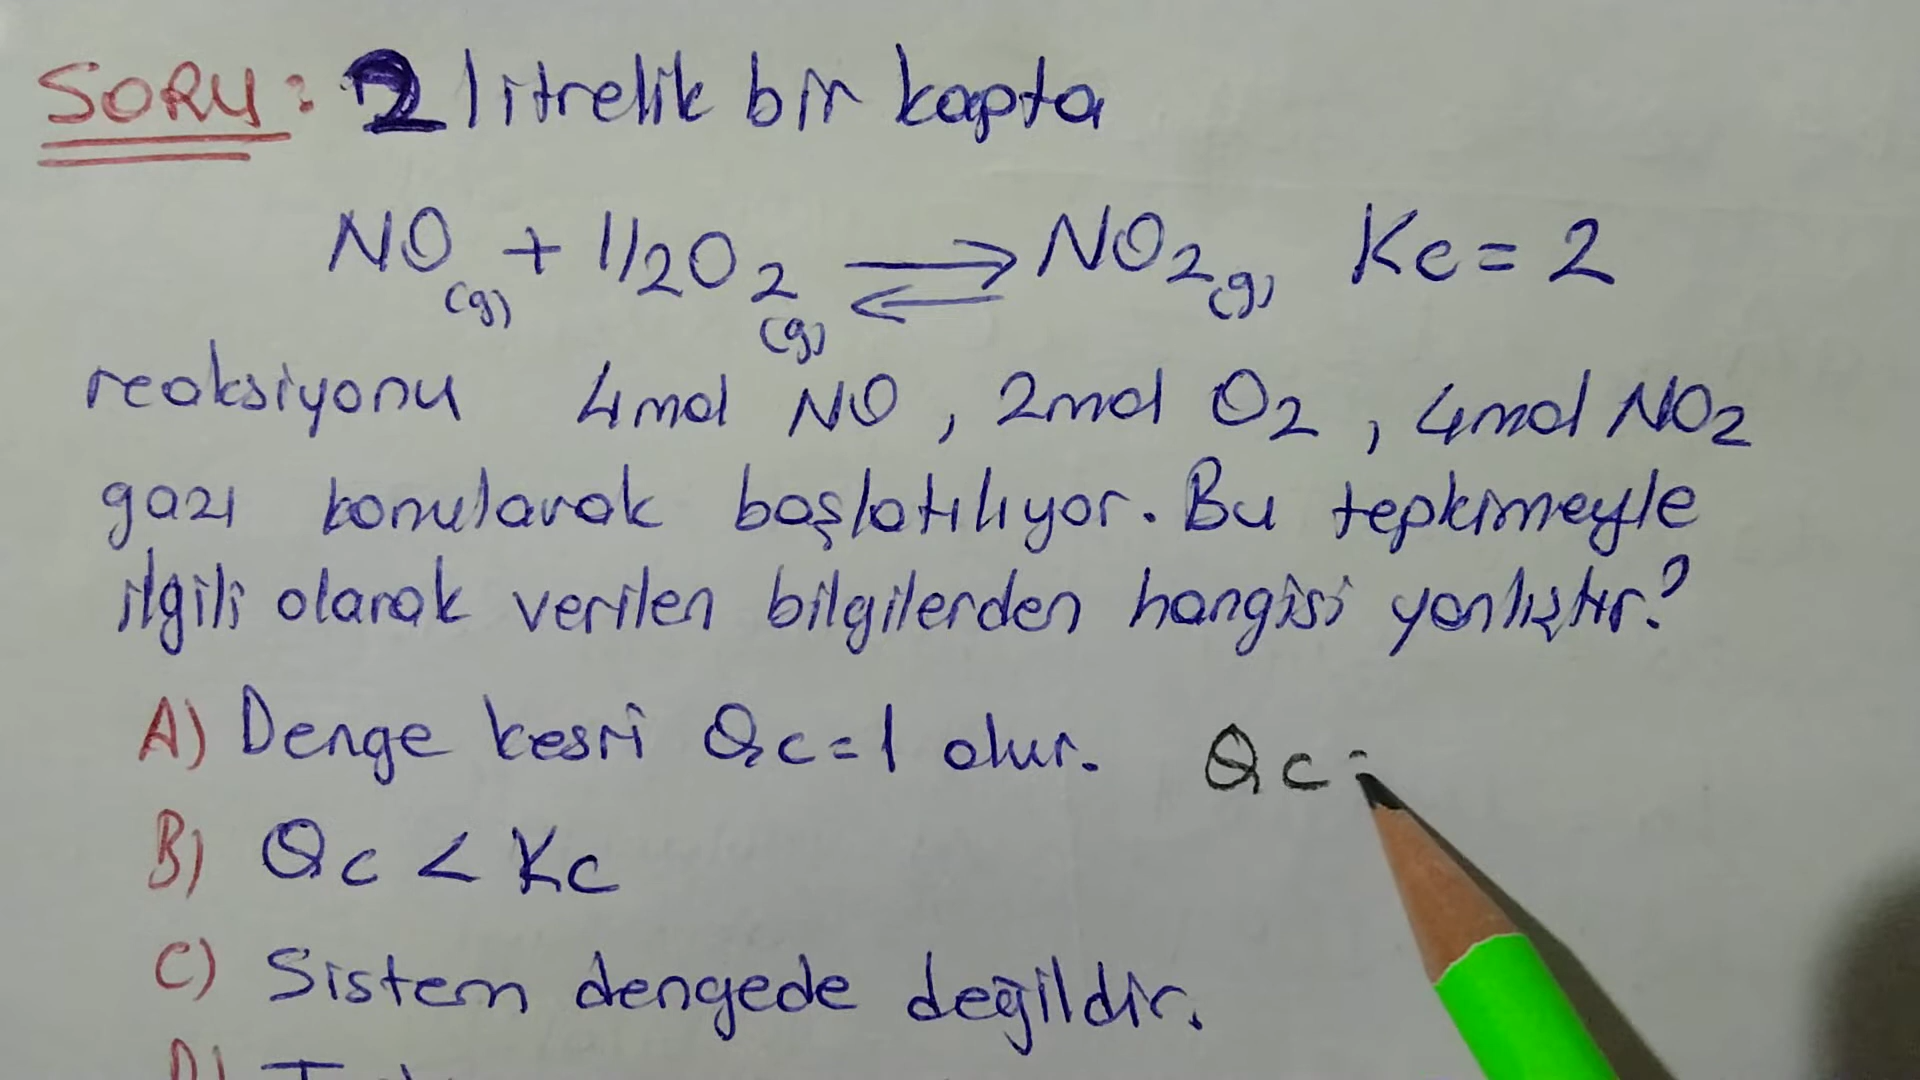 SORU: 2 litrelik bir kapta
NO(g) + 1/2O2(g) ⇌ NO2(g) Kc = 2
reaksiyonu 4mol NO, 2mol O2, 4mol NO2
gazı konularak başlatılıyor. Bu tepkimeyle
ilgili olarak verilen bilgilerden hangisi yanlıştır?
A) Denge kesri Qc=1 olur. Qc=
B) Qc < Kc
C) Sistem dengede değildir.
D)